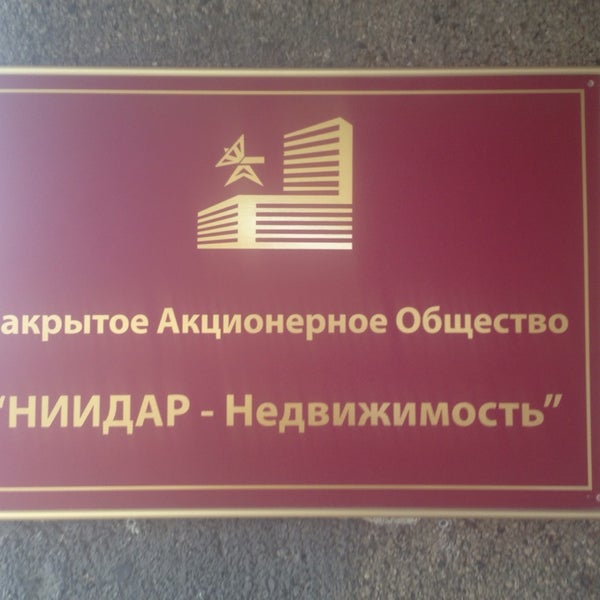 акрытое Акционерное Общество
“НИИДАР - Недвижимость”